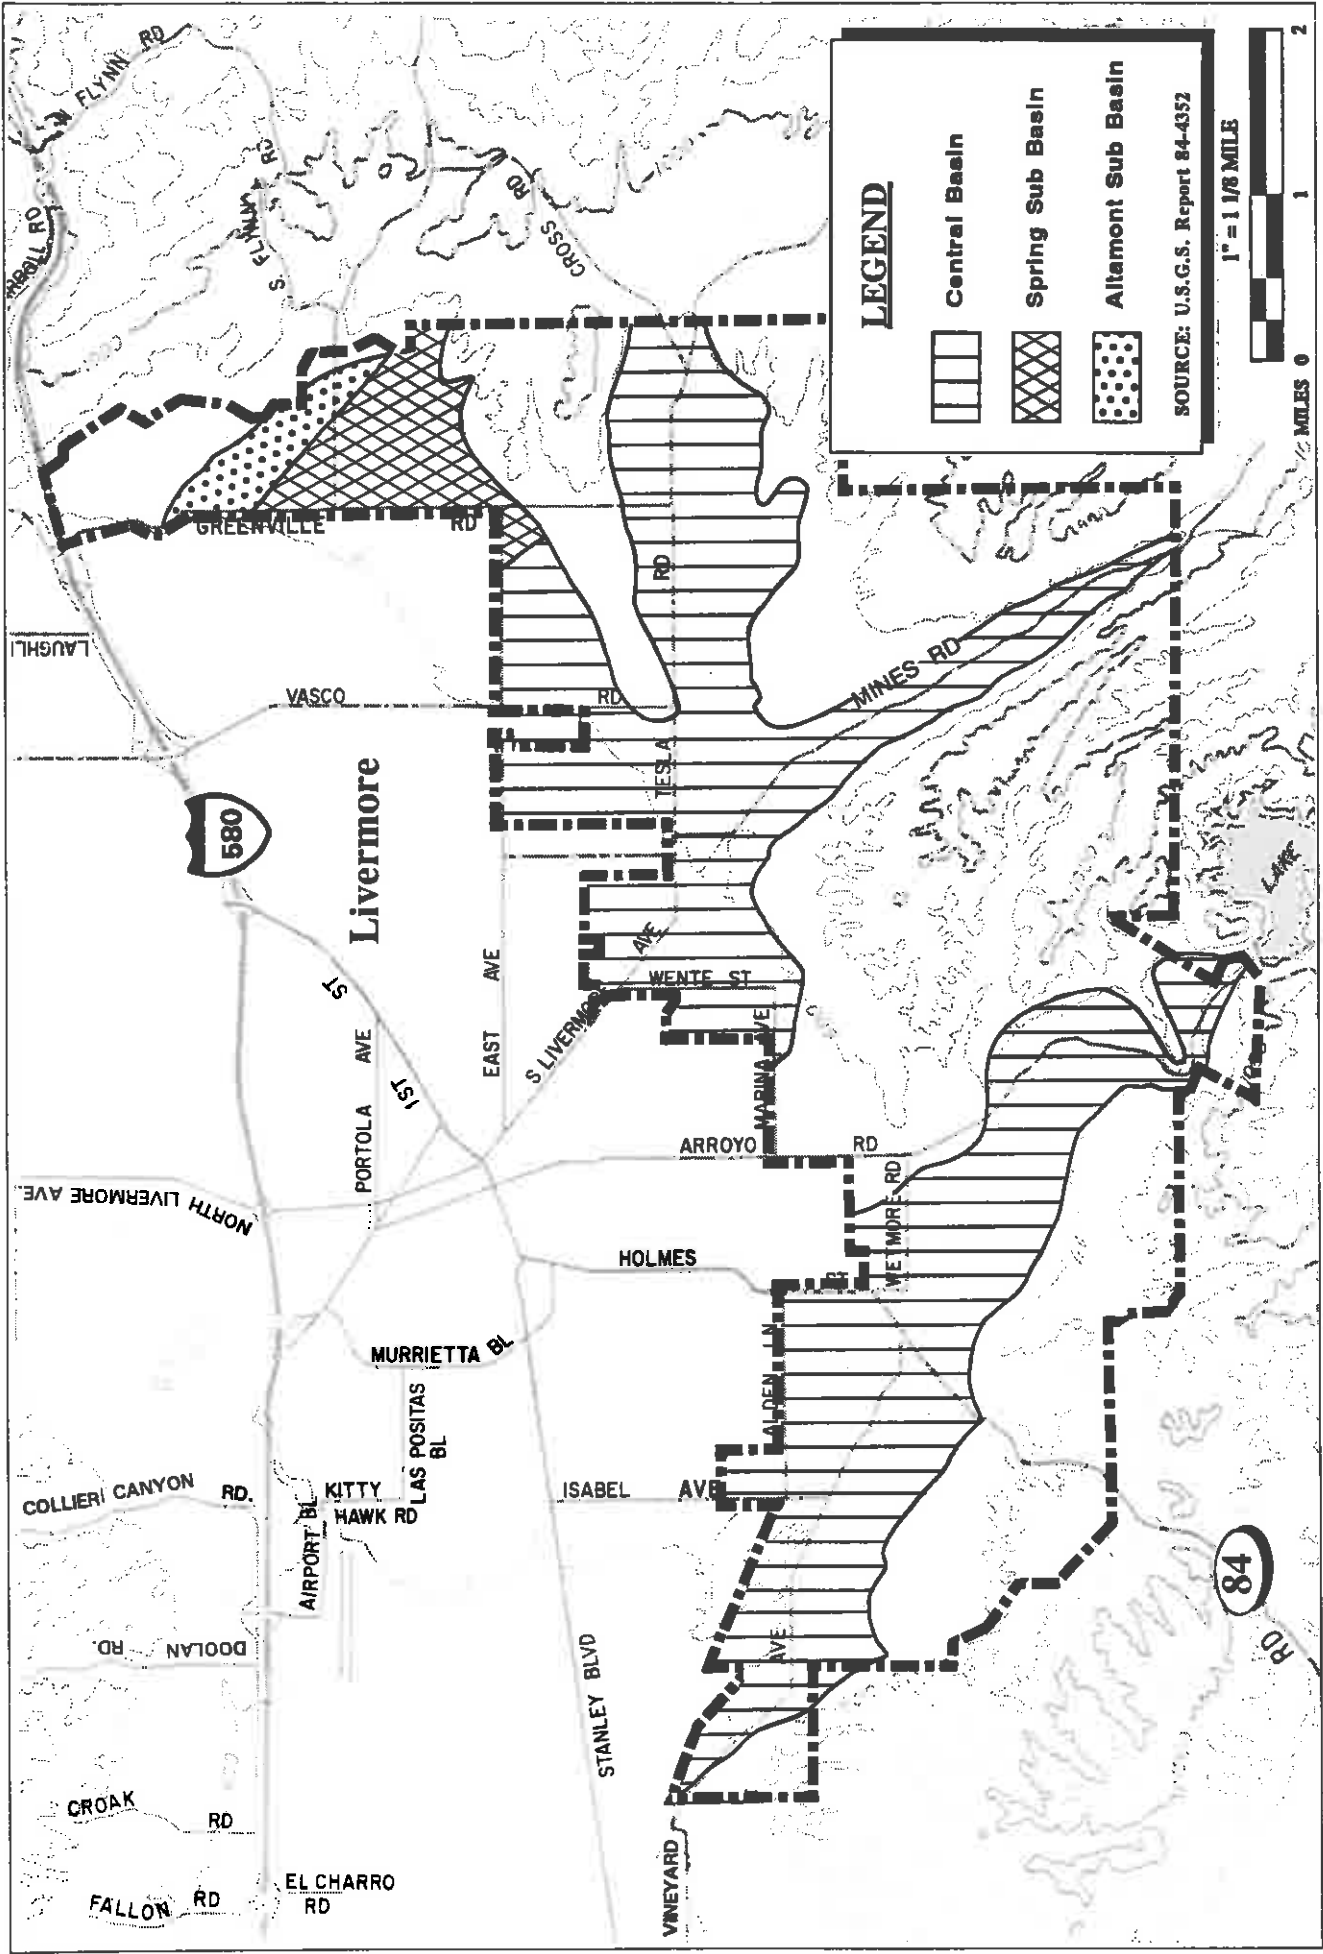 FALLON RD
CROAK
RD
EL CHARRO
RD
DOOLAN RD.
COLLIERI CANYON RD.
AIRPORT BL
KITTY
HAWK RD
LAS POSITAS
BL
MURRIETTA BL
NORTH LIVERMORE AVE.
PORTOLA AVE
1ST
ST
580
Livermore
VASCO
RD
LAUGHLI
GREENVILLE
RD
N FLYNN RD
S. FLYNN RD
CROSS RD
STANLEY BLVD
VINEYARD
AVE
ISABEL AVE
ALDEN LN
HOLMES
WETMORE RD
ARROYO RD
MARINA AVE
WENTE ST
EAST AVE
S LIVERMORE
AVE
TESLA
RD
MINES RD
LAKE
84
RD
LEGEND
Central Basin
Spring Sub Basin
Altamont Sub Basin
SOURCE: U.S.G.S. Report 84-4352
1" = 1 1/8 MILE
MILES 0 1 2